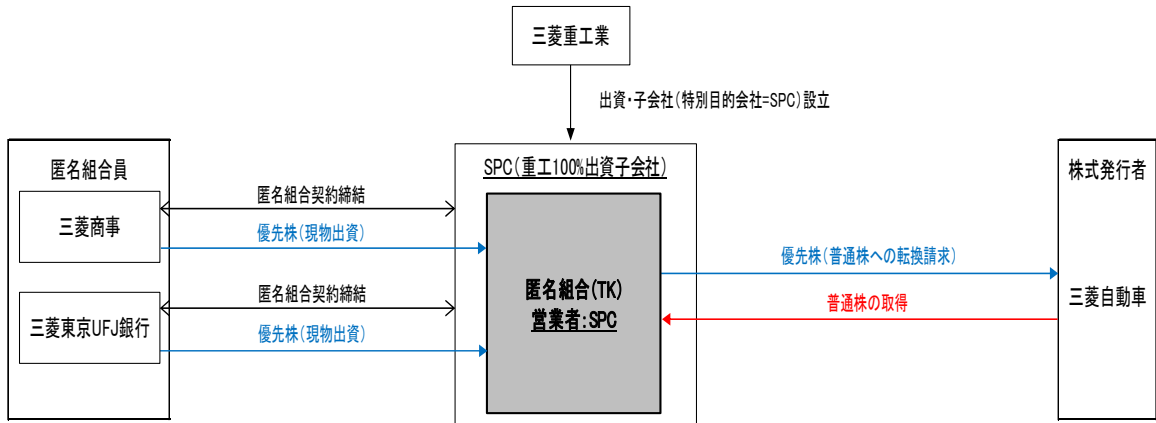 三菱重工業
出資・子会社(特別目的会社=SPC)設立
匿名組合員
三菱商事
三菱東京UFJ銀行
匿名組合契約締結
優先株(現物出資)
匿名組合契約締結
優先株(現物出資)
SPC(重工100%出資子会社)
匿名組合(TK)
営業者:SPC
優先株(普通株への転換請求)
普通株の取得
株式発行者
三菱自動車